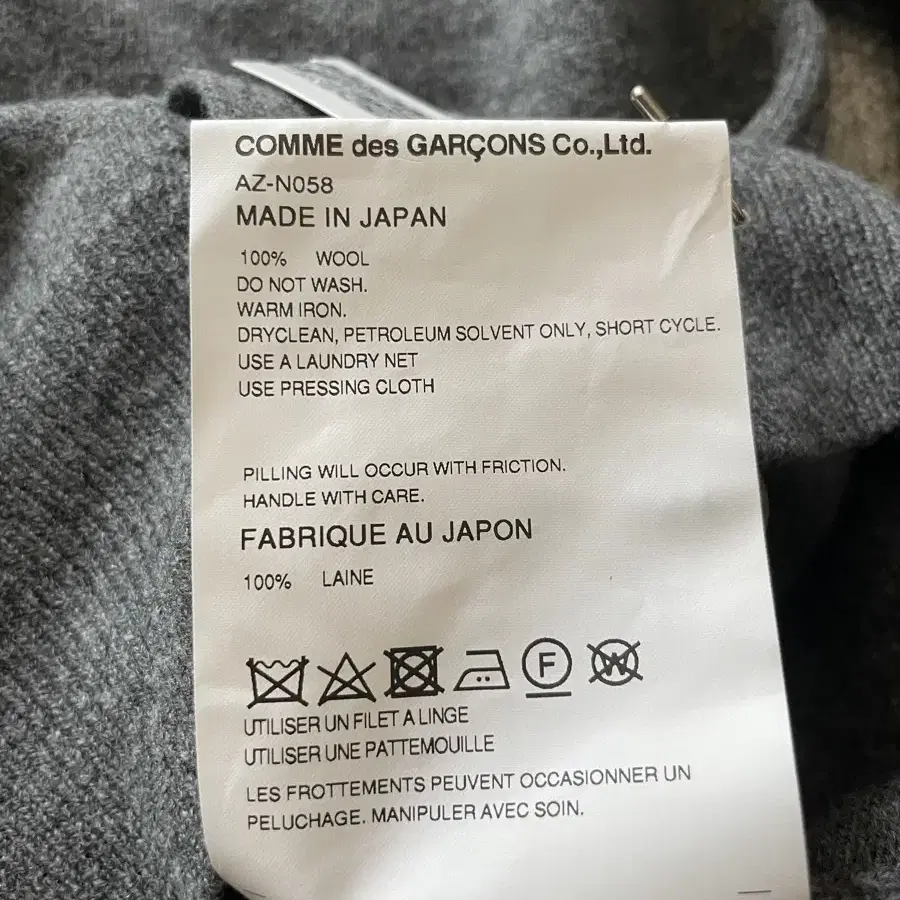 COMME des GARÇONS Co.,Ltd.
AZ-N058
MADE IN JAPAN
100% WOOL
DO NOT WASH.
WARM IRON.
DRYCLEAN, PETROLEUM SOLVENT ONLY, SHORT CYCLE.
USE A LAUNDRY NET
USE PRESSING CLOTH
PILLING WILL OCCUR WITH FRICTION.
HANDLE WITH CARE.
FABRIQUE AU JAPON
100% LAINE
F W
UTILISER UN FILET A LINGE
UTILISER UNE PATTEMOUILLE
LES FROTTEMENTS PEUVENT OCCASIONNER UN
PELUCHAGE. MANIPULER AVEC SOIN.